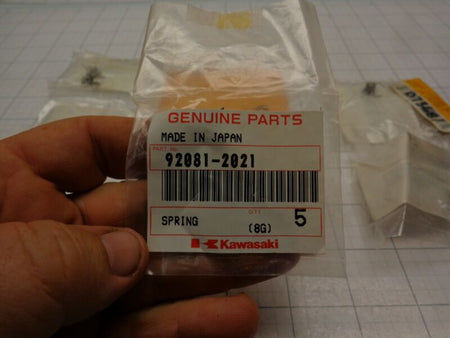 GENUINE PARTS
MADE IN JAPAN
PART No.
92081-2021
QTY
SPRING (8G) 5
Kawasaki